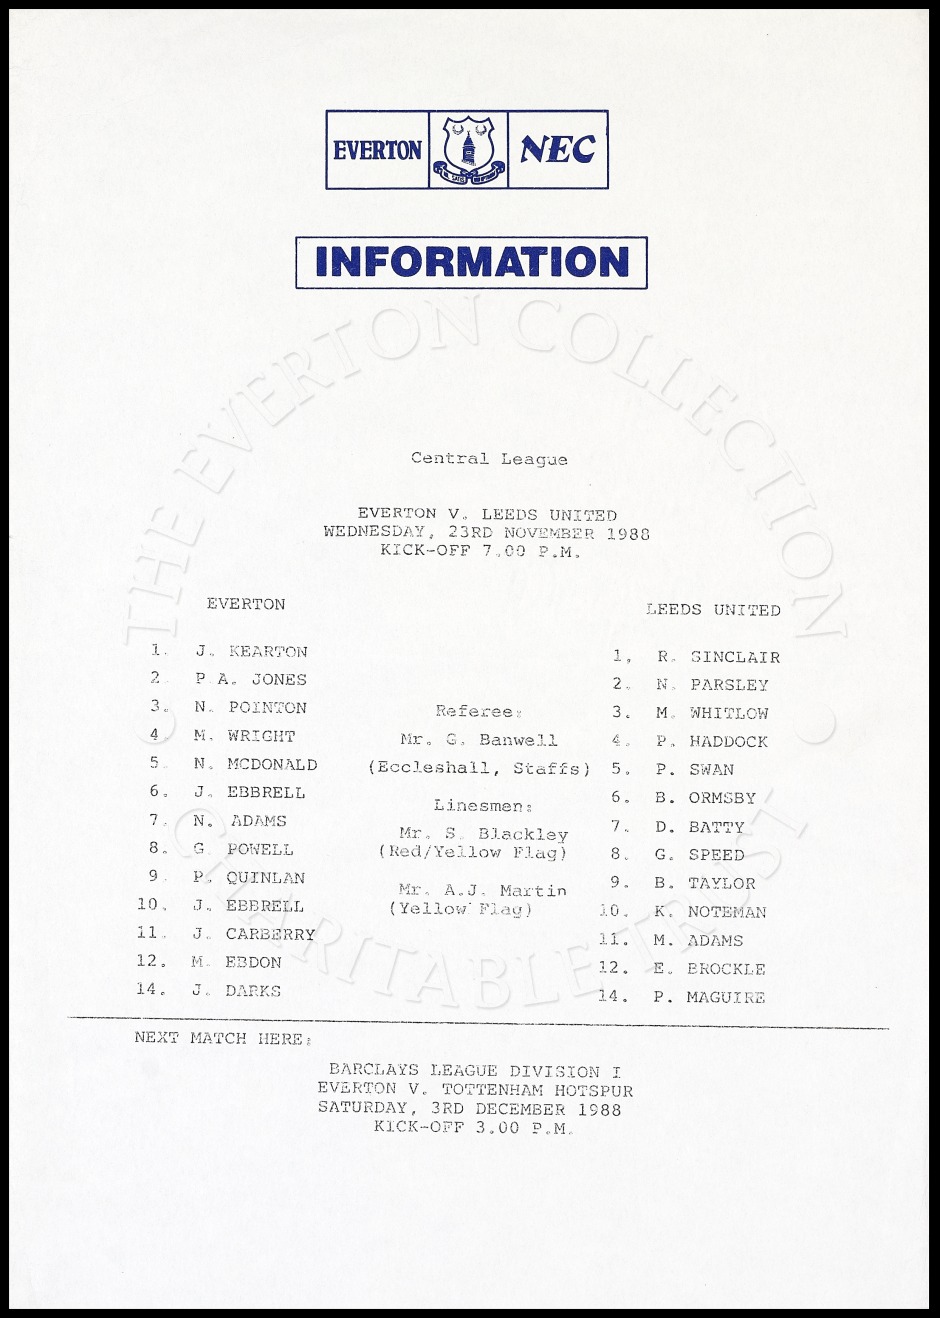 EVERTON NEC
INFORMATION
THE EVERTON COLLECTION
CHARITABLE TRUST
Central League
EVERTON V. LEEDS UNITED
WEDNESDAY, 23RD NOVEMBER 1988
KICK-OFF 7.00 P.M.
EVERTON
1. J. KEARTON
2. P.A. JONES
3. N. POINTON
4. M. WRIGHT
5. N. MCDONALD
6. J. EBBRELL
7. N. ADAMS
8. G. POWELL
9. P. QUINLAN
10. J. EBBRELL
11. J. CARBERRY
12. M. EBDON
14. J. DARKS
Referee:
Mr. G. Banwell
(Eccleshall, Staffs)
Linesmen:
Mr. S. Blackley
(Red/Yellow Flag)
Mr. A.J. Martin
(Yellow Flag)
LEEDS UNITED
1. R. SINCLAIR
2. N. PARSLEY
3. M. WHITLOW
4. P. HADDOCK
5. P. SWAN
6. B. ORMSBY
7. D. BATTY
8. G. SPEED
9. B. TAYLOR
10. K. NOTEMAN
11. M. ADAMS
12. E. BROCKLE
14. P. MAGUIRE
NEXT MATCH HERE:
BARCLAYS LEAGUE DIVISION I
EVERTON V. TOTTENHAM HOTSPUR
SATURDAY, 3RD DECEMBER 1988
KICK-OFF 3.00 P.M.